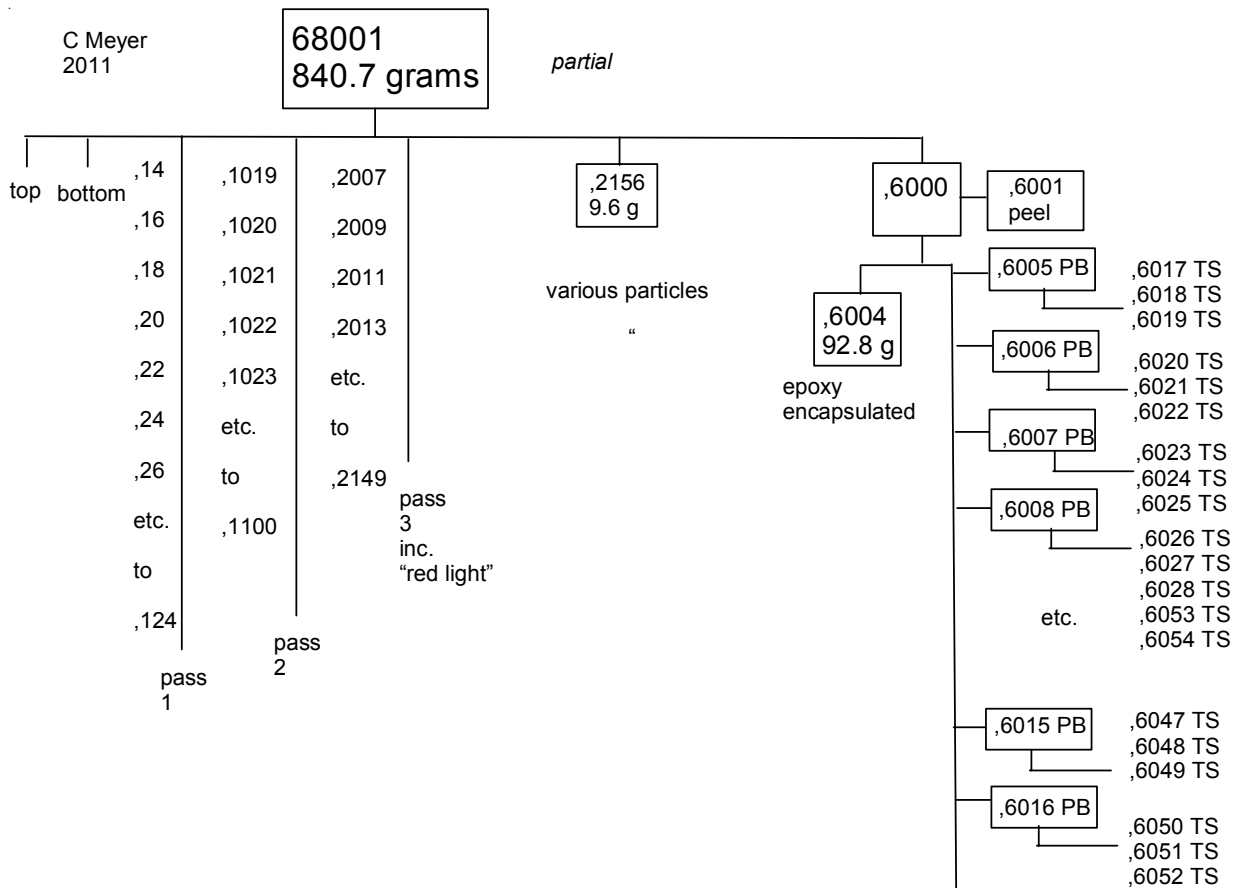 C Meyer
2011
68001
840.7 grams
partial
top
bottom
,14
,16
,18
,20
,22
,24
,26
etc.
to
,124
pass
1
,1019
,1020
,1021
,1022
,1023
etc.
to
,1100
pass
2
,2007
,2009
,2011
,2013
etc.
to
,2149
pass
3
inc.
“red light”
,2156
9.6 g
various particles
“
,6000
,6001
peel
,6004
92.8 g
epoxy
encapsulated
,6005 PB
,6017 TS
,6018 TS
,6019 TS
,6006 PB
,6020 TS
,6021 TS
,6022 TS
,6007 PB
,6023 TS
,6024 TS
,6025 TS
,6008 PB
,6026 TS
,6027 TS
,6028 TS
,6053 TS
,6054 TS
etc.
,6015 PB
,6047 TS
,6048 TS
,6049 TS
,6016 PB
,6050 TS
,6051 TS
,6052 TS